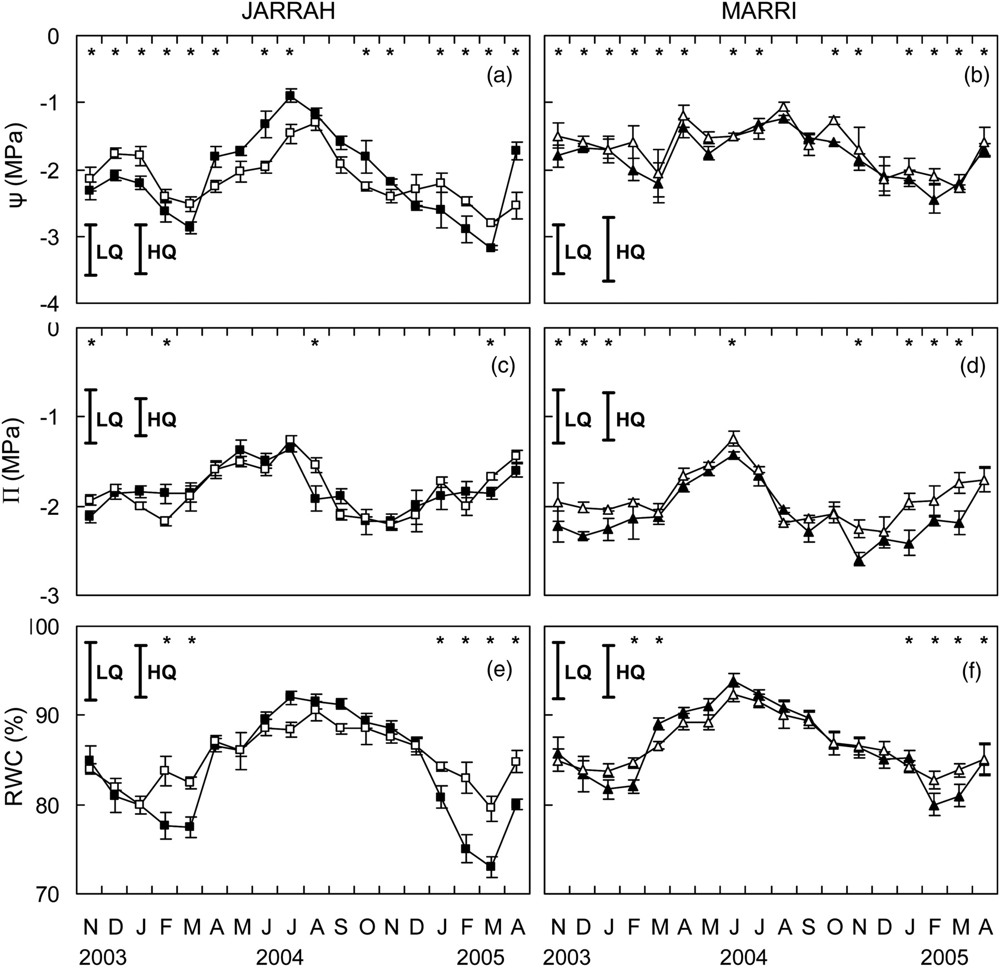 JARRAH MARRI
0
* * * * * * * * * * * * * *
* * * * * * * * * * * * * *
(a) (b)
-1
Ψ (MPa)
-2
-3
LQ HQ LQ HQ
-4
0
* * * *
* * * * * * * *
(c) (d)
-1
LQ HQ LQ HQ
Π (MPa)
-2
-3
100
* * * * * *
* * * * * *
LQ HQ (e) LQ HQ (f)
90
RWC (%)
80
70
N D J F M A M J J A S O N D J F M A N D J F M A M J J A S O N D J F M A
2003 2004 2005 2003 2004 2005